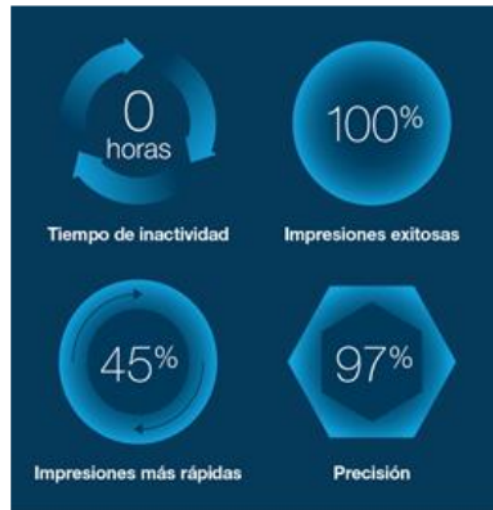 0
horas
Tiempo de inactividad
100%
Impresiones exitosas
45%
Impresiones más rápidas
97%
Precisión